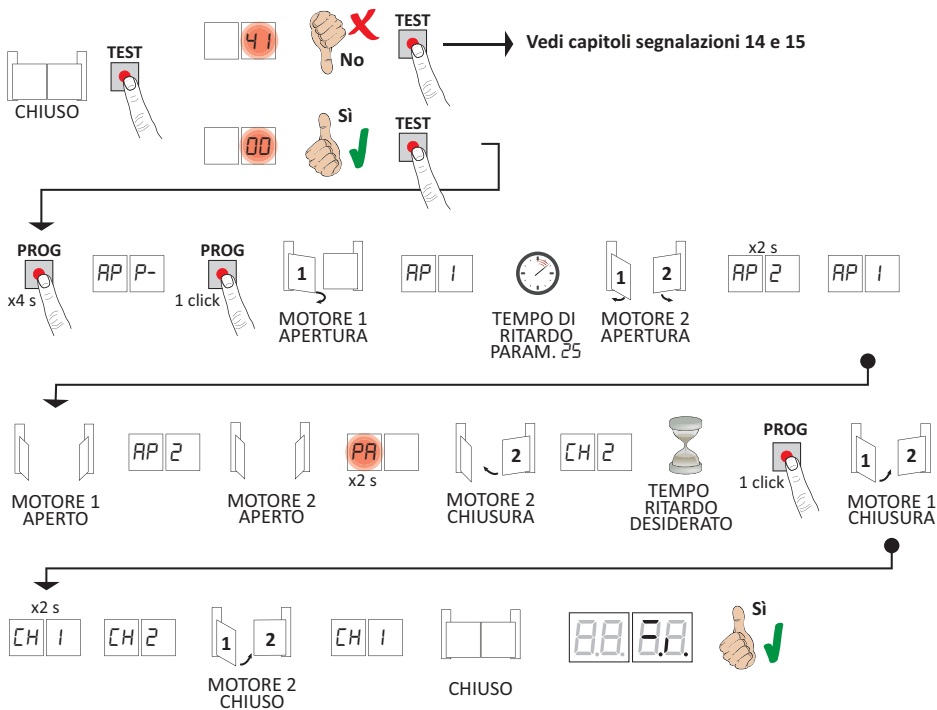 TEST
41
No
TEST
Vedi capitoli segnalazioni 14 e 15
CHIUSO
00
Sì
TEST
PROG
x4 s
AP P-
PROG
1 click
1
MOTORE 1
APERTURA
AP 1
TEMPO DI
RITARDO
PARAM. 25
1 2
MOTORE 2
APERTURA
x2 s
AP 2
AP 1
MOTORE 1
APERTO
AP 2
MOTORE 2
APERTO
PA
x2 s
2
MOTORE 2
CHIUSURA
CH 2
TEMPO
RITARDO
DESIDERATO
PROG
1 click
1 2
MOTORE 1
CHIUSURA
x2 s
CH 1
CH 2
1 2
MOTORE 2
CHIUSO
CH 1
CHIUSO
Sì